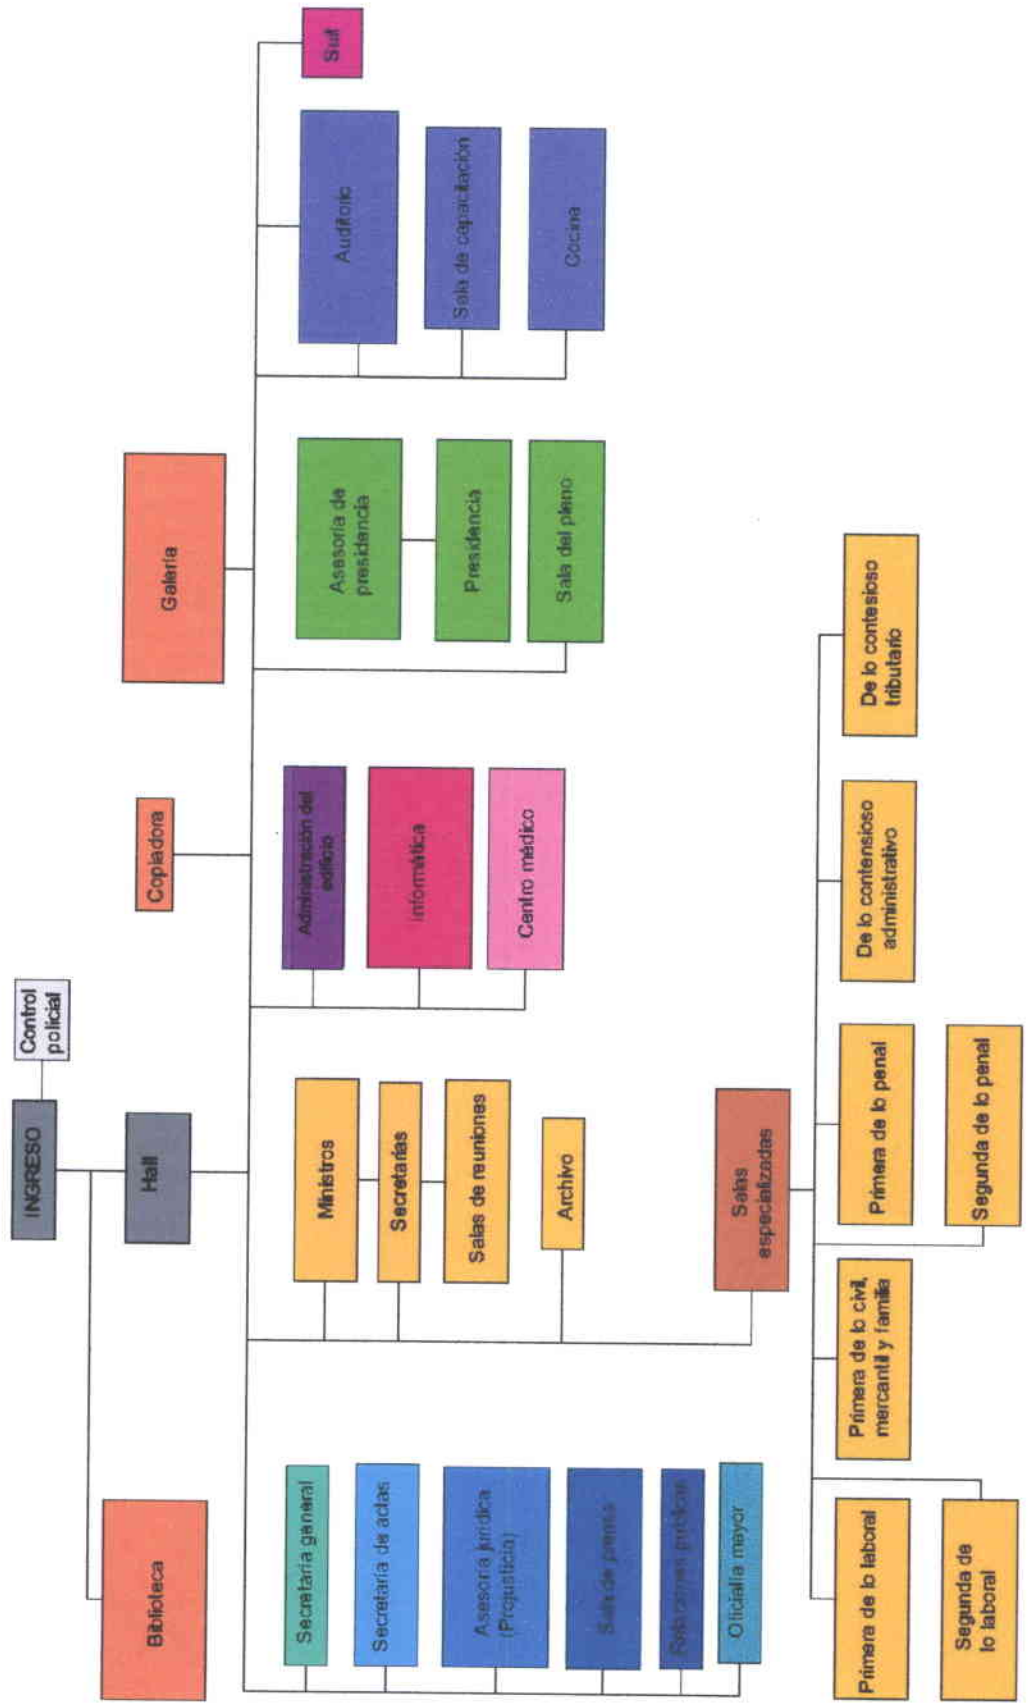 INGRESO
Control
policial
Biblioteca
Hall
Copiadora
Galería
Secretaría general
Secretaría de actas
Asesoría jurídica
(Projusticia)
Sala de prensa
Relaciones públicas
Oficialía mayor
Ministros
Secretarías
Salas de reuniones
Archivo
Administración del
edificio
Informática
Centro médico
Asesoría de
presidencia
Presidencia
Sala del pleno
Auditorio
Sala de capacitación
Cocina
Suit
Salas
especializadas
Primera de lo laboral
Segunda de
lo laboral
Primera de lo civil,
mercantil y familia
Primera de lo penal
Segunda de lo penal
De lo contensioso
administrativo
De lo contesioso
tributario